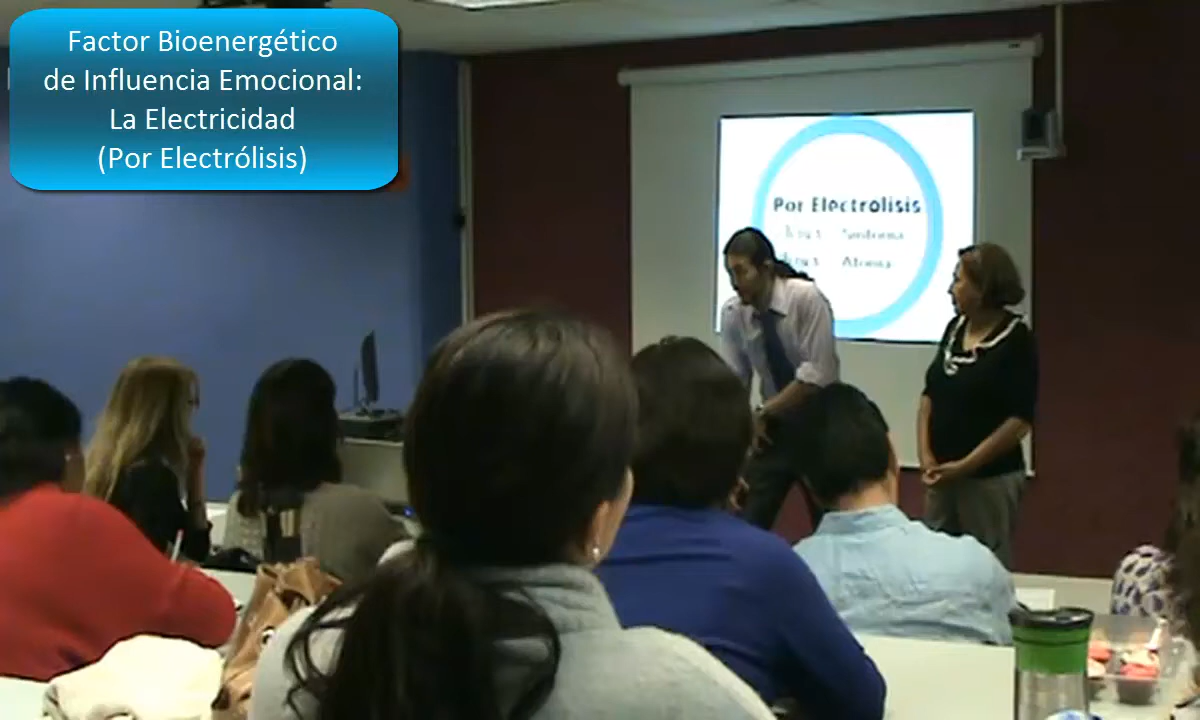 Factor Bioenergético
de Influencia Emocional:
La Electricidad
(Por Electrólisis)
Por Electrolisis